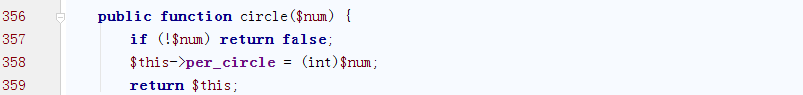 356 public function circle($num) {
357 if (!$num) return false;
358 $this->per_circle = (int)$num;
359 return $this;